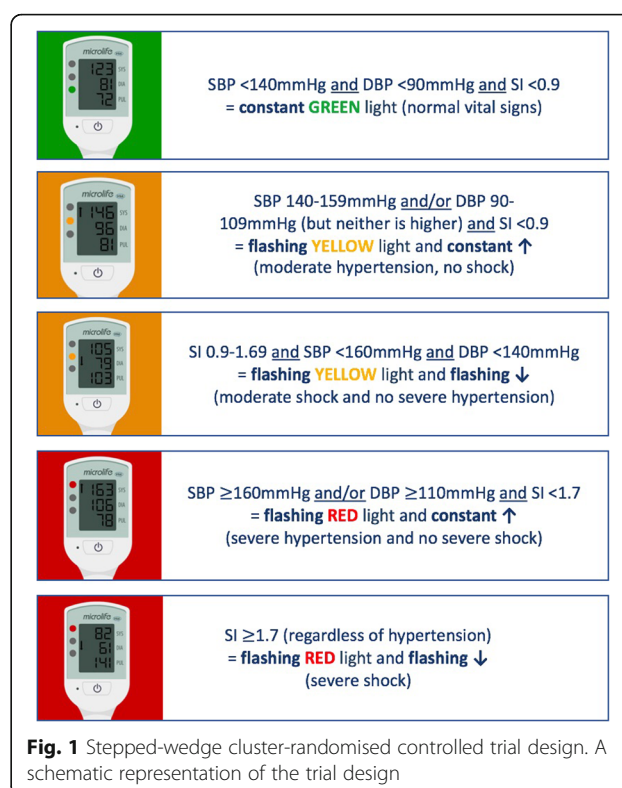 microlife
123 SYS
81 DIA
72 PUL
SBP <140mmHg and DBP <90mmHg and SI <0.9
= constant GREEN light (normal vital signs)
microlife
146 SYS
96 DIA
81 PUL
SBP 140-159mmHg and/or DBP 90-
109mmHg (but neither is higher) and SI <0.9
= flashing YELLOW light and constant ↑
(moderate hypertension, no shock)
microlife
105 SYS
79 DIA
103 PUL
SI 0.9-1.69 and SBP <160mmHg and DBP <140mmHg
= flashing YELLOW light and flashing ↓
(moderate shock and no severe hypertension)
microlife
163 SYS
106 DIA
78 PUL
SBP ≥160mmHg and/or DBP ≥110mmHg and SI <1.7
= flashing RED light and constant ↑
(severe hypertension and no severe shock)
microlife
82 SYS
61 DIA
141 PUL
SI ≥1.7 (regardless of hypertension)
= flashing RED light and flashing ↓
(severe shock)
Fig. 1 Stepped-wedge cluster-randomised controlled trial design. A
schematic representation of the trial design